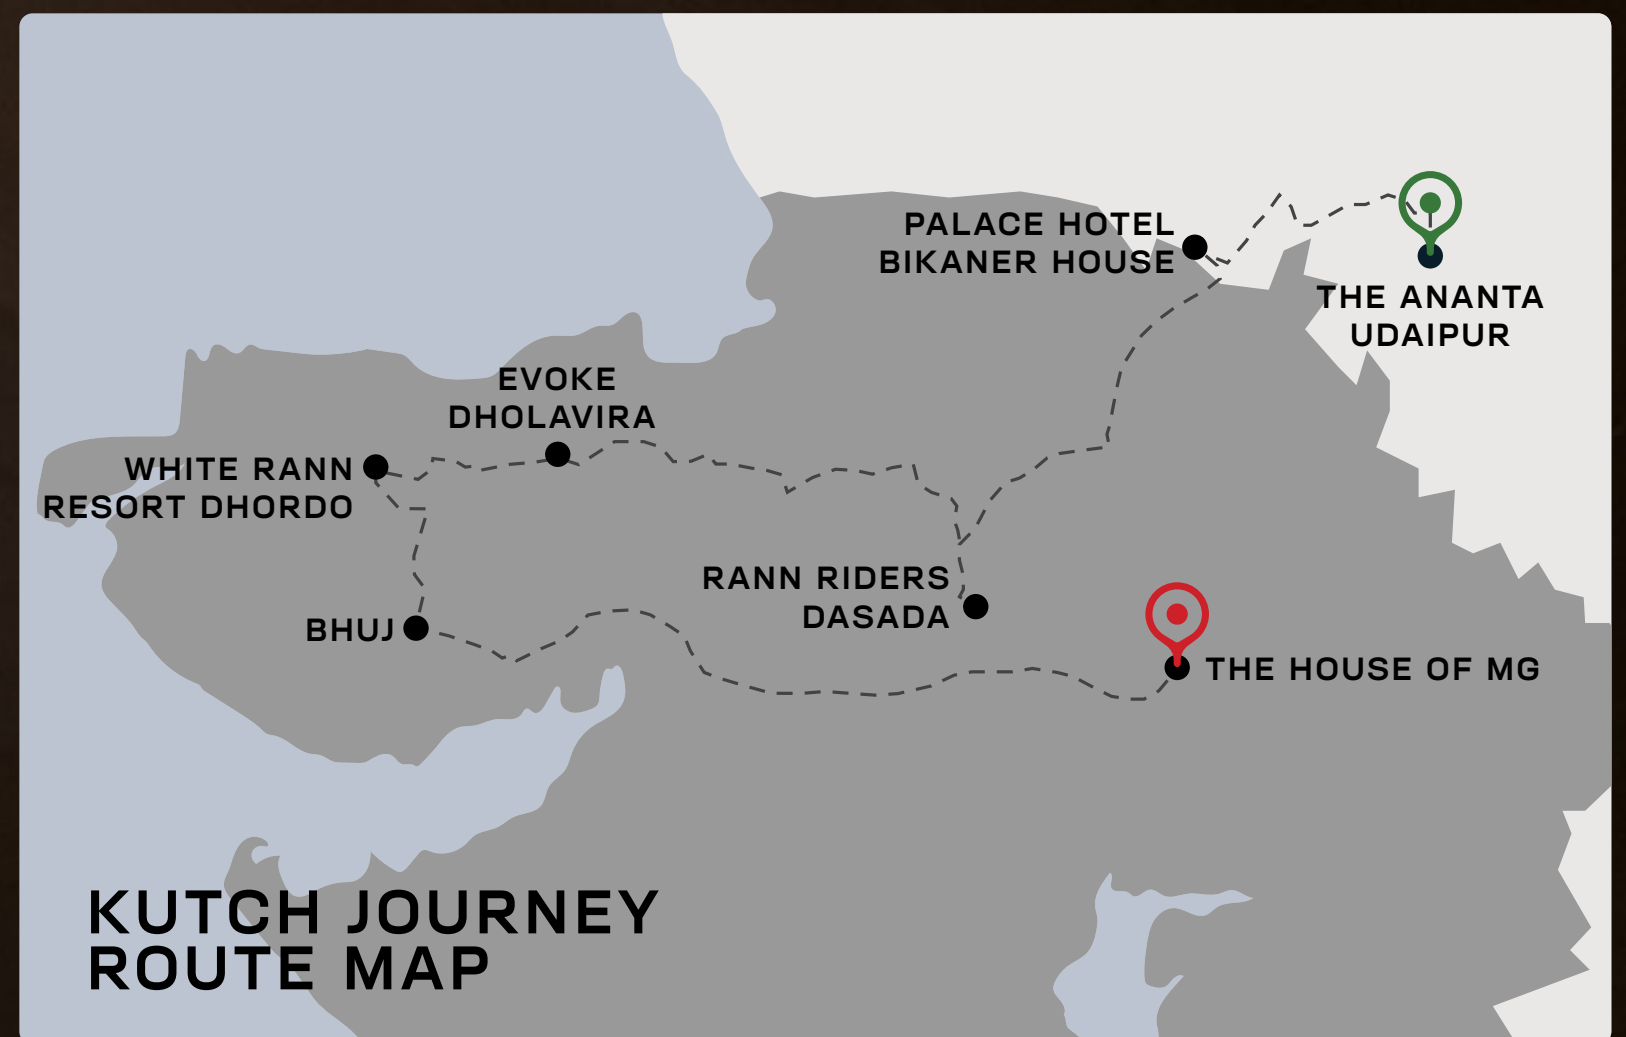 PALACE HOTEL
BIKANER HOUSE
THE ANANTA
UDAIPUR
EVOKE
DHOLAVIRA
WHITE RANN
RESORT DHORDO
RANN RIDERS
DASADA
BHUJ
THE HOUSE OF MG
KUTCH JOURNEY
ROUTE MAP